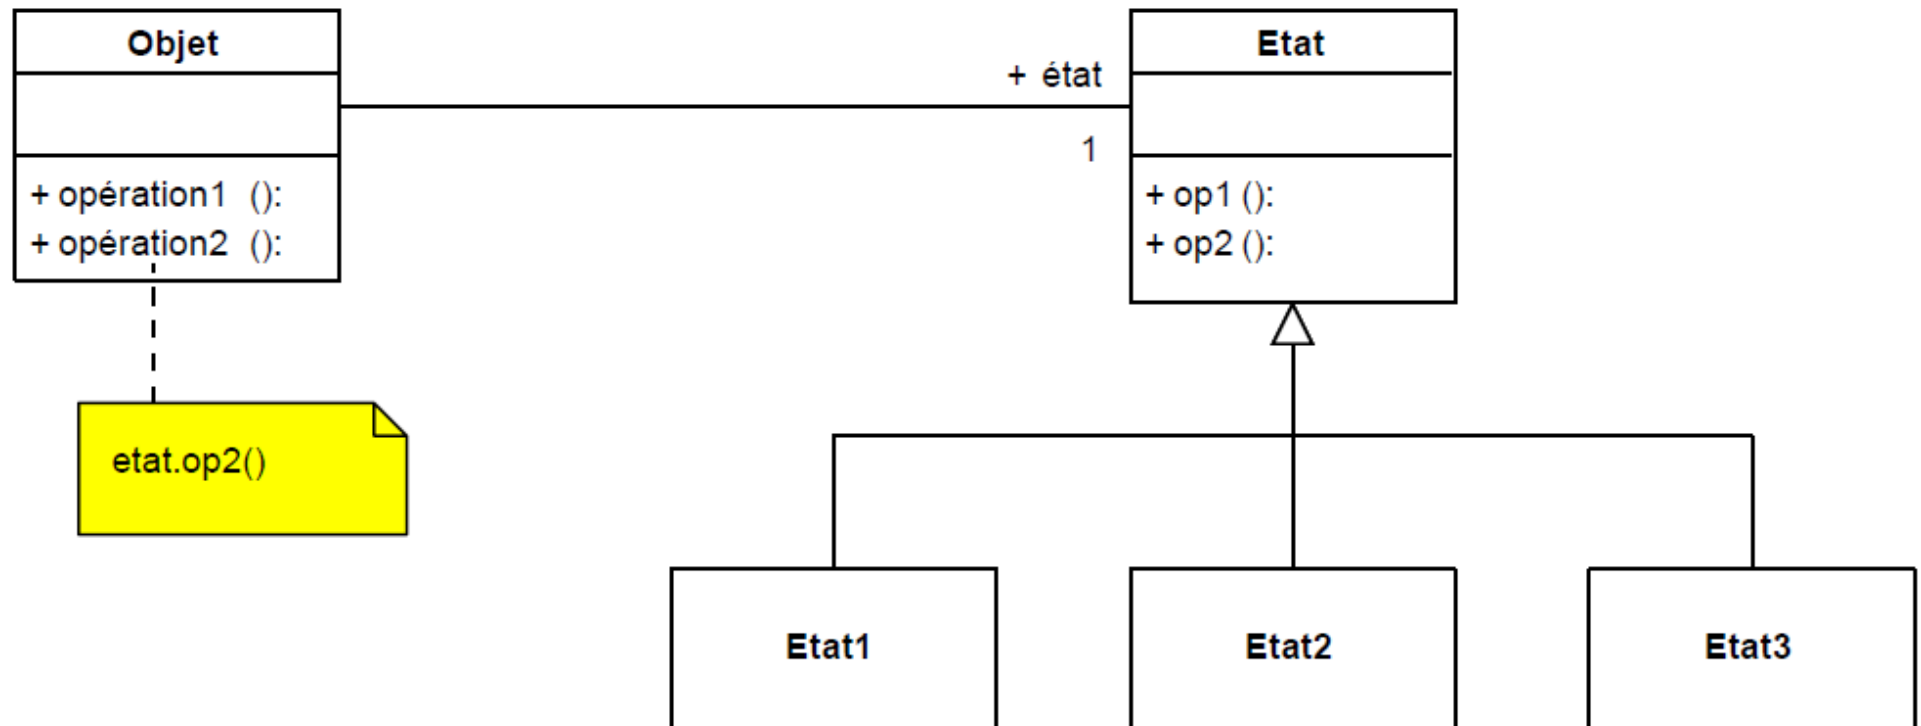 Objet
+ opération1 ():
+ opération2 ():
etat.op2()
+ état
1
Etat
+ op1 ():
+ op2 ():
Etat1
Etat2
Etat3